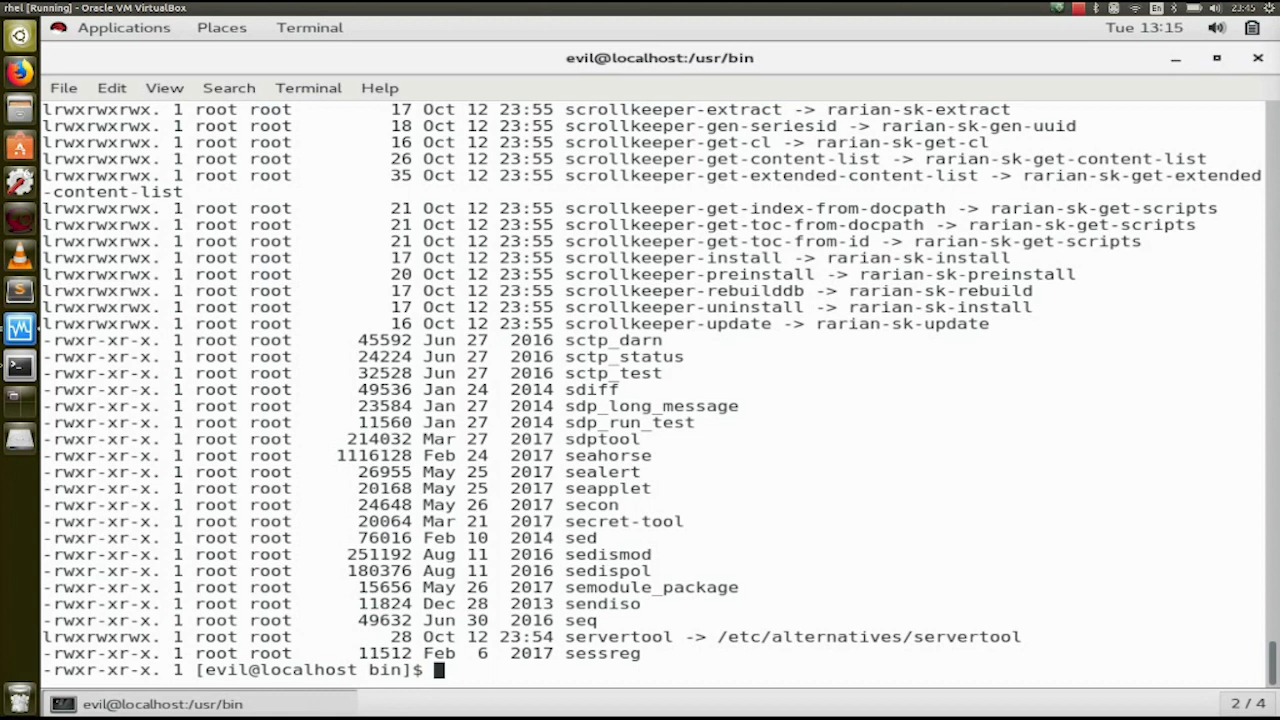 rhel [Running] - Oracle VM VirtualBox
En
23:45
Applications Places Terminal
Tue 13:15
evil@localhost:/usr/bin
File Edit View Search Terminal Help
lrwxrwxrwx. 1 root root 17 Oct 12 23:55 scrollkeeper-extract -> rarian-sk-extract
lrwxrwxrwx. 1 root root 18 Oct 12 23:55 scrollkeeper-gen-seriesid -> rarian-sk-gen-uuid
lrwxrwxrwx. 1 root root 16 Oct 12 23:55 scrollkeeper-get-cl -> rarian-sk-get-cl
lrwxrwxrwx. 1 root root 26 Oct 12 23:55 scrollkeeper-get-content-list -> rarian-sk-get-content-list
lrwxrwxrwx. 1 root root 35 Oct 12 23:55 scrollkeeper-get-extended-content-list -> rarian-sk-get-extended
-content-list
lrwxrwxrwx. 1 root root 21 Oct 12 23:55 scrollkeeper-get-index-from-docpath -> rarian-sk-get-scripts
lrwxrwxrwx. 1 root root 21 Oct 12 23:55 scrollkeeper-get-toc-from-docpath -> rarian-sk-get-scripts
lrwxrwxrwx. 1 root root 21 Oct 12 23:55 scrollkeeper-get-toc-from-id -> rarian-sk-get-scripts
lrwxrwxrwx. 1 root root 17 Oct 12 23:55 scrollkeeper-install -> rarian-sk-install
lrwxrwxrwx. 1 root root 20 Oct 12 23:55 scrollkeeper-preinstall -> rarian-sk-preinstall
lrwxrwxrwx. 1 root root 17 Oct 12 23:55 scrollkeeper-rebuilddb -> rarian-sk-rebuild
lrwxrwxrwx. 1 root root 17 Oct 12 23:55 scrollkeeper-uninstall -> rarian-sk-install
lrwxrwxrwx. 1 root root 16 Oct 12 23:55 scrollkeeper-update -> rarian-sk-update
-rwxr-xr-x. 1 root root 45592 Jun 27 2016 sctp_darn
-rwxr-xr-x. 1 root root 24224 Jun 27 2016 sctp_status
-rwxr-xr-x. 1 root root 32528 Jun 27 2016 sctp_test
-rwxr-xr-x. 1 root root 49536 Jan 24 2014 sdiff
-rwxr-xr-x. 1 root root 23584 Jan 27 2014 sdp_long_message
-rwxr-xr-x. 1 root root 11560 Jan 27 2014 sdp_run_test
-rwxr-xr-x. 1 root root 214032 Mar 27 2017 sdptool
-rwxr-xr-x. 1 root root 1116128 Feb 24 2017 seahorse
-rwxr-xr-x. 1 root root 26955 May 25 2017 sealert
-rwxr-xr-x. 1 root root 20168 May 25 2017 seapplet
-rwxr-xr-x. 1 root root 24648 May 26 2017 secon
-rwxr-xr-x. 1 root root 20064 Mar 21 2017 secret-tool
-rwxr-xr-x. 1 root root 76016 Feb 10 2014 sed
-rwxr-xr-x. 1 root root 251192 Aug 11 2016 sedismod
-rwxr-xr-x. 1 root root 180376 Aug 11 2016 sedispol
-rwxr-xr-x. 1 root root 15656 May 26 2017 semodule_package
-rwxr-xr-x. 1 root root 11824 Dec 28 2013 sendiso
-rwxr-xr-x. 1 root root 49632 Jun 30 2016 seq
lrwxrwxrwx. 1 root root 28 Oct 12 23:54 servertool -> /etc/alternatives/servertool
-rwxr-xr-x. 1 root root 11512 Feb 6 2017 sessreg
-rwxr-xr-x. 1 [evil@localhost bin]$
evil@localhost:/usr/bin
2 / 4